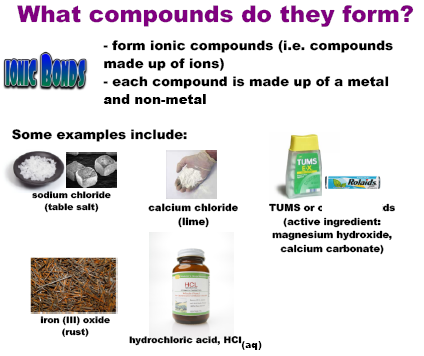 What compounds do they form?
IONIC BONDS
- form ionic compounds (i.e. compounds
made up of ions)
- each compound is made up of a metal
and non-metal
Some examples include:
sodium chloride
(table salt)
calcium chloride
(lime)
TUMS
Rolaids
TUMS or ds
(active ingredient:
magnesium hydroxide,
calcium carbonate)
iron (III) oxide
(rust)
HCL
hydrochloric acid, HCl(aq)